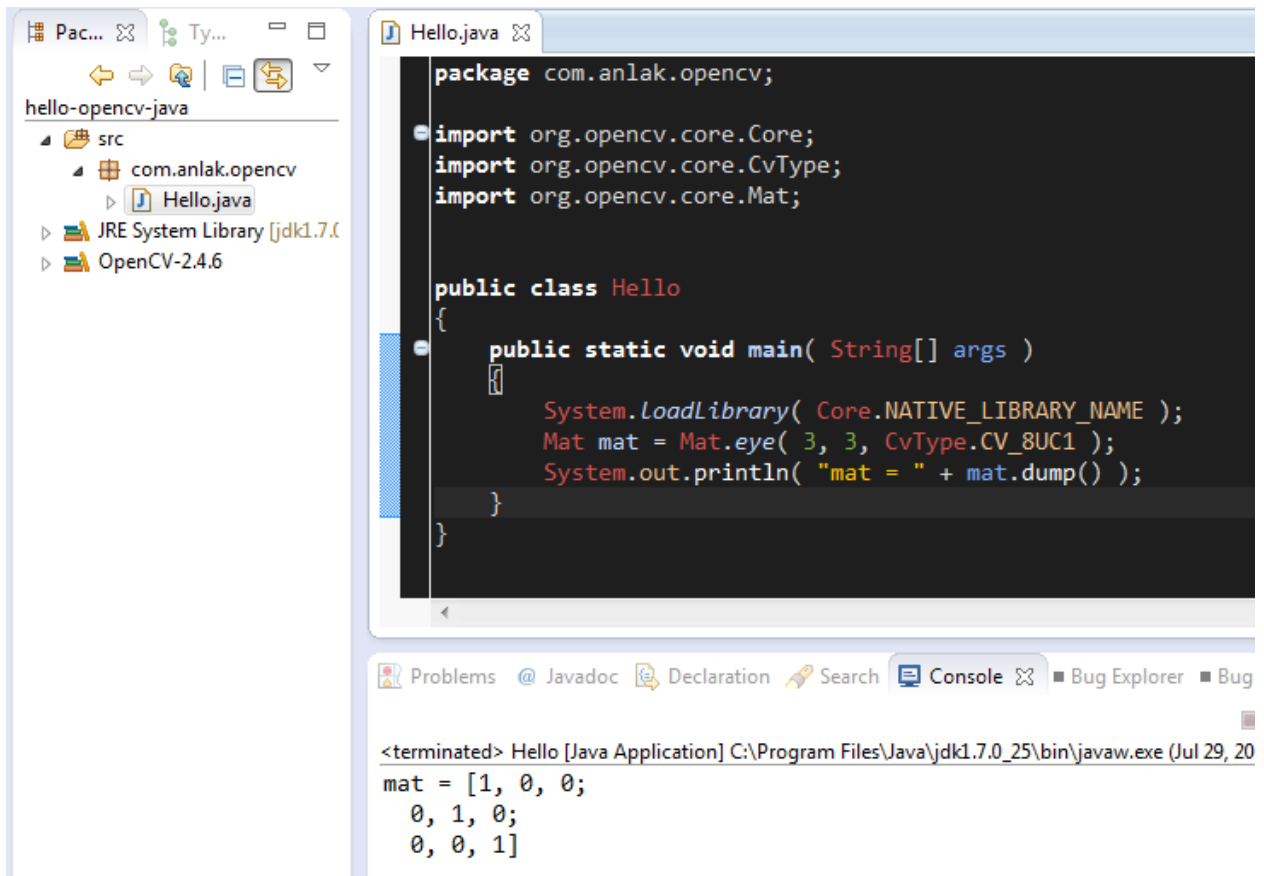 Pac... Ty...
hello-opencv-java
src
com.anlak.opencv
Hello.java
JRE System Library [jdk1.7.0
OpenCV-2.4.6
Hello.java
package com.anlak.opencv;
import org.opencv.core.Core;
import org.opencv.core.CvType;
import org.opencv.core.Mat;
public class Hello
{
public static void main( String[] args )
{
System.loadLibrary( Core.NATIVE_LIBRARY_NAME );
Mat mat = Mat.eye( 3, 3, CvType.CV_8UC1 );
System.out.println( "mat = " + mat.dump() );
}
}
Problems @ Javadoc Declaration Search Console Bug Explorer Bug
<terminated> Hello [Java Application] C:\Program Files\Java\jdk1.7.0_25\bin\javaw.exe (Jul 29, 20
mat = [1, 0, 0;
0, 1, 0;
0, 0, 1]